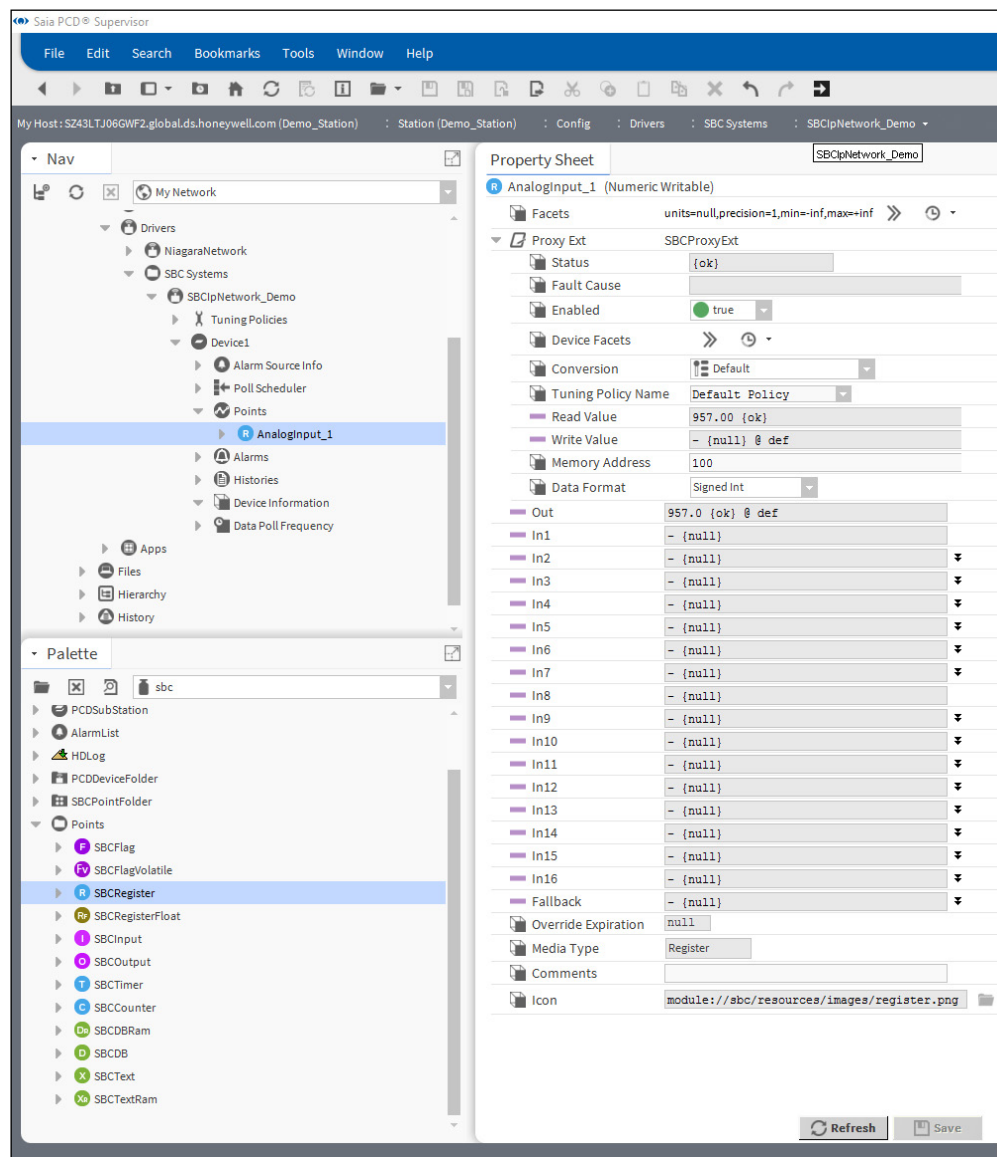 Saia PCD® Supervisor
File Edit Search Bookmarks Tools Window Help
My Host : SZ43LTJ06GWF2.global.ds.honeywell.com (Demo_Station) : Station (Demo_Station) : Config : Drivers : SBC Systems : SBCIpNetwork_Demo
SBCIpNetwork_Demo
Nav
My Network
Drivers
NiagaraNetwork
SBC Systems
SBCIpNetwork_Demo
Tuning Policies
Device1
Alarm Source Info
Poll Scheduler
Points
R AnalogInput_1
Alarms
Histories
Device Information
Data Poll Frequency
Apps
Files
Hierarchy
History
Palette
sbc
PCDSubStation
AlarmList
HDLog
PCDDeviceFolder
SBCPointFolder
Points
F SBCFlag
FV SBCFlagVolatile
R SBCRegister
RF SBCRegisterFloat
I SBCInput
O SBCOutput
T SBCTimer
C SBCCounter
DR SBCDBRam
D SBCDB
X SBCText
XR SBCTextRam
Property Sheet
R AnalogInput_1 (Numeric Writable)
Facets units=null,precision=1,min=-inf,max=+inf
Proxy Ext SBCProxyExt
Status {ok}
Fault Cause
Enabled true
Device Facets
Conversion Default
Tuning Policy Name Default Policy
Read Value 957.00 {ok}
Write Value - {null} @ def
Memory Address 100
Data Format Signed Int
Out 957.0 {ok} @ def
In1 - {null}
In2 - {null}
In3 - {null}
In4 - {null}
In5 - {null}
In6 - {null}
In7 - {null}
In8 - {null}
In9 - {null}
In10 - {null}
In11 - {null}
In12 - {null}
In13 - {null}
In14 - {null}
In15 - {null}
In16 - {null}
Fallback - {null}
Override Expiration null
Media Type Register
Comments
Icon module://sbc/resources/images/register.png
Refresh Save